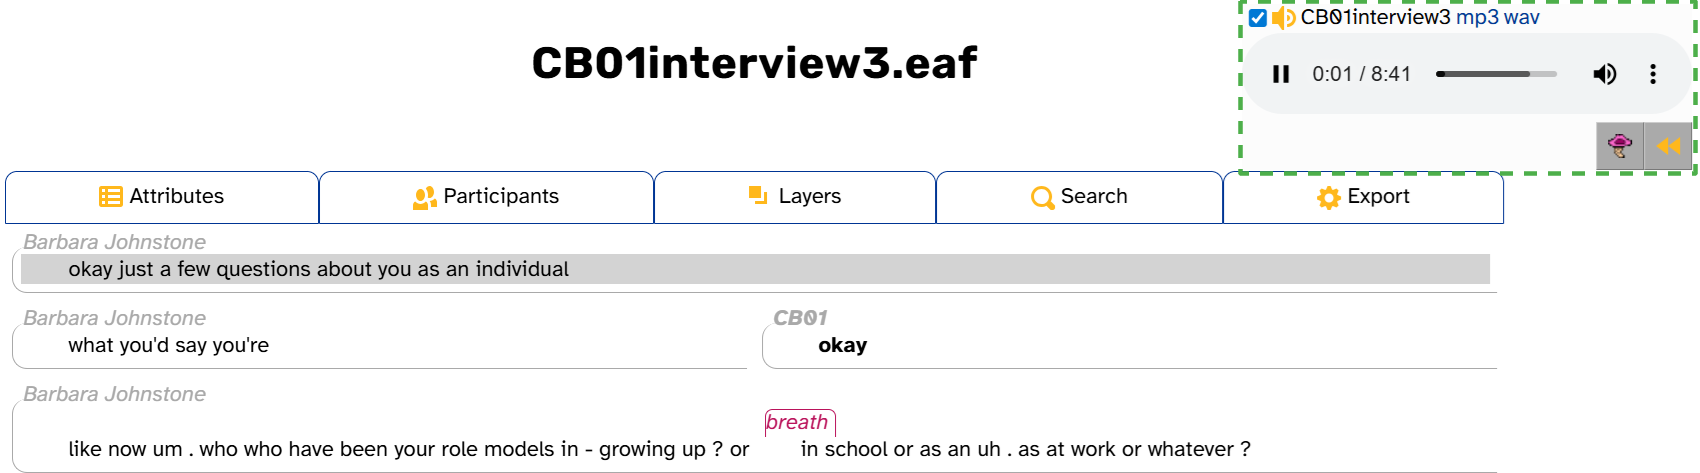 CB01interview3 mp3 wav
CB01interview3.eaf
0:01 / 8:41
Attributes Participants Layers Search Export
Barbara Johnstone
okay just a few questions about you as an individual
Barbara Johnstone CB01
what you'd say you're okay
Barbara Johnstone
breath
like now um . who who have been your role models in - growing up ? or in school or as an uh . as at work or whatever ?